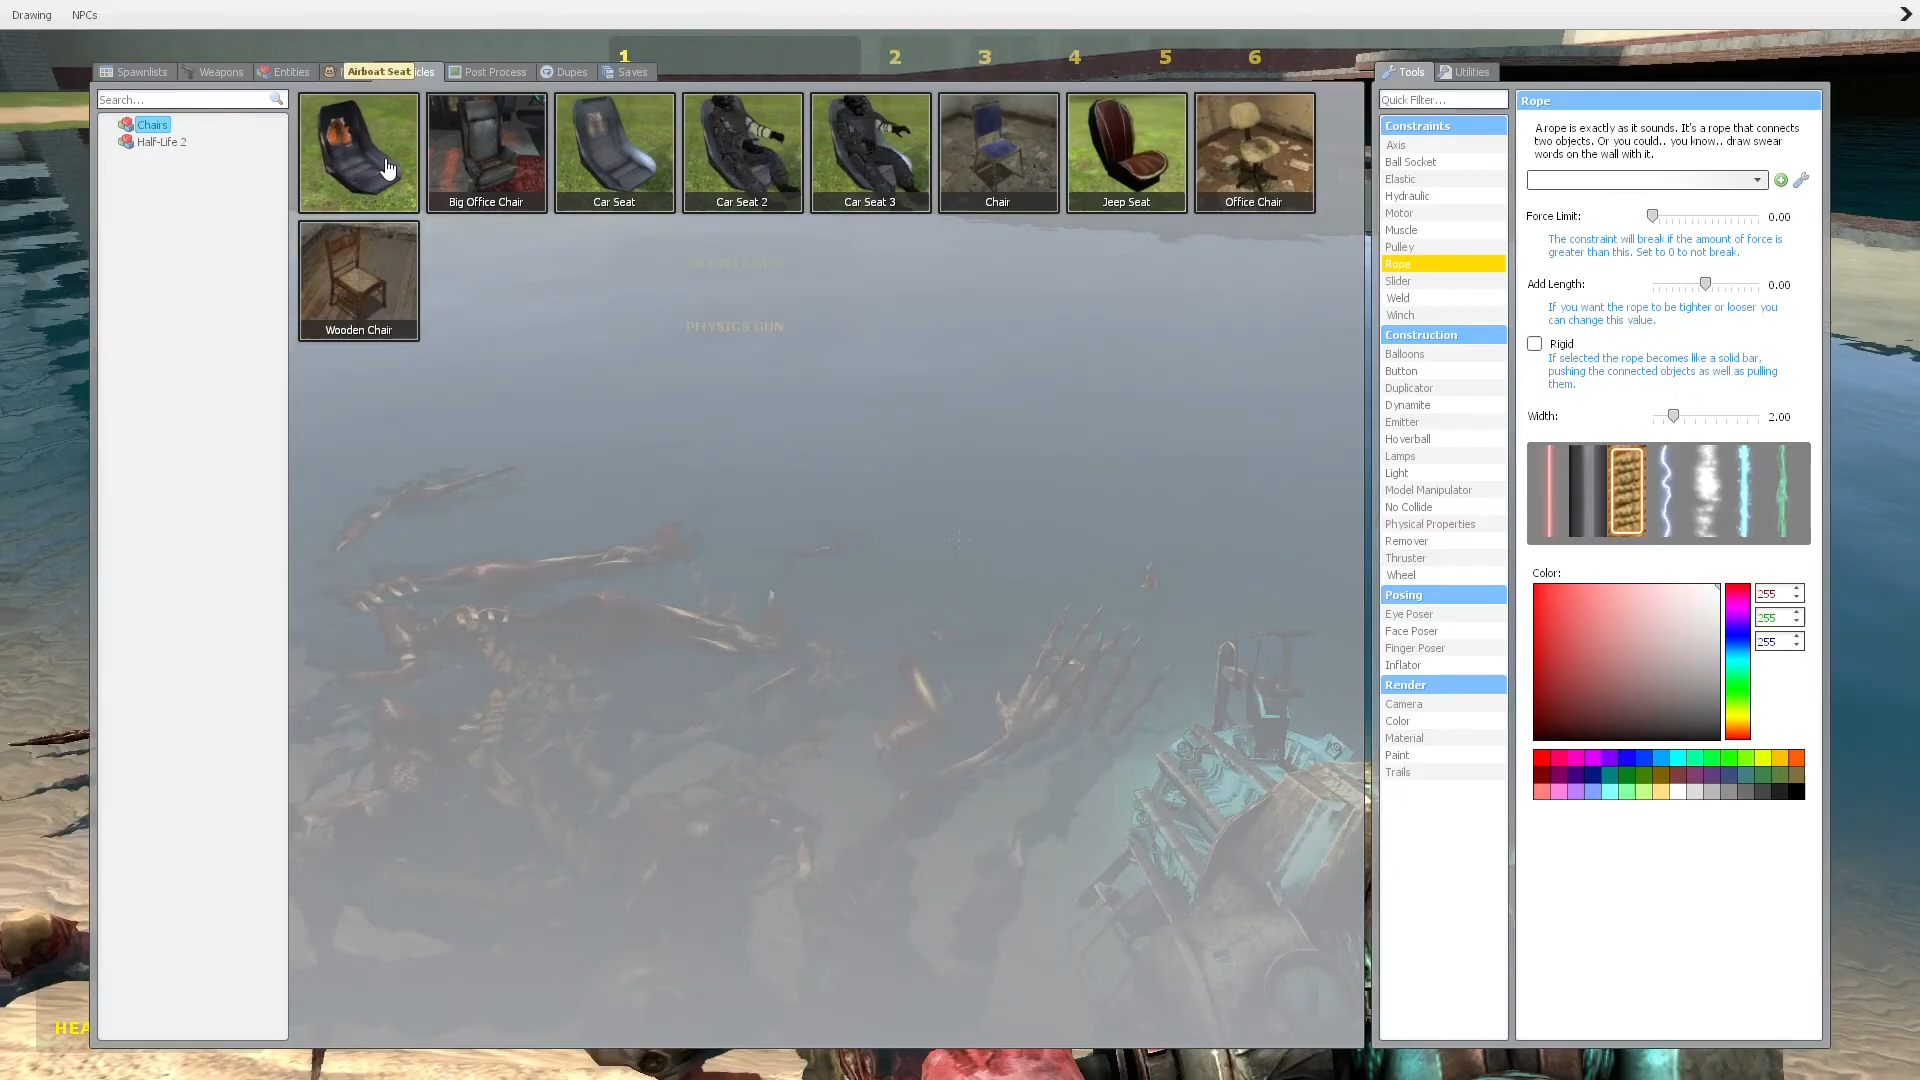 Drawing NPCs
1 2 3 4 5 6
Spawnlists Weapons Entities Airboat Seat cles Post Process Dupes Saves
Tools Utilities
Search...
Chairs
Half-Life 2
Big Office Chair
Car Seat
Car Seat 2
Car Seat 3
Chair
Jeep Seat
Office Chair
Wooden Chair
PHYSICS GUN
HEA
Quick Filter...
Constraints
Axis
Ball Socket
Elastic
Hydraulic
Motor
Muscle
Pulley
Rope
Slider
Weld
Winch
Construction
Balloons
Button
Duplicator
Dynamite
Emitter
Hoverball
Lamps
Light
Model Manipulator
No Collide
Physical Properties
Remover
Thruster
Wheel
Posing
Eye Poser
Face Poser
Finger Poser
Inflator
Render
Camera
Color
Material
Paint
Trails
Rope
A rope is exactly as it sounds. It's a rope that connects
two objects. Or you could.. you know.. draw swear
words on the wall with it.
Force Limit: 0.00
The constraint will break if the amount of force is
greater than this. Set to 0 to not break.
Add Length: 0.00
If you want the rope to be tighter or looser you
can change this value.
Rigid
If selected the rope becomes like a solid bar,
pushing the connected objects as well as pulling
them.
Width: 2.00
Color:
255
255
255